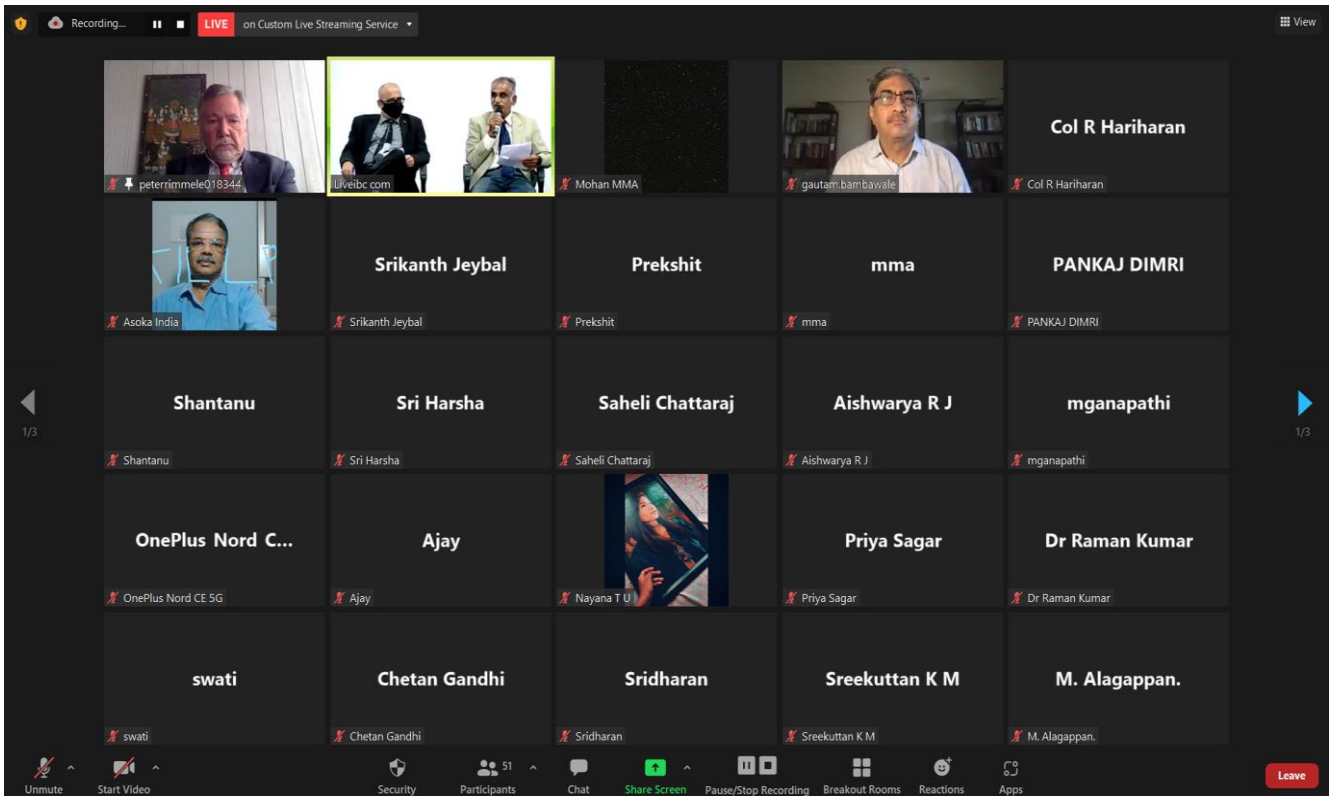 Recording...
LIVE on Custom Live Streaming Service
View
peterrimmele018344
Liveibc com
Mohan MMA
gautam.bambawale
Col R Hariharan
Col R Hariharan
Asoka India
Srikanth Jeybal
Srikanth Jeybal
Prekshit
Prekshit
mma
mma
PANKAJ DIMRI
PANKAJ DIMRI
1/3
Shantanu
Shantanu
Sri Harsha
Sri Harsha
Saheli Chattaraj
Saheli Chattaraj
Aishwarya R J
Aishwarya R J
mganapathi
mganapathi
1/3
OnePlus Nord C...
OnePlus Nord CE 5G
Ajay
Ajay
Nayana T U
Priya Sagar
Priya Sagar
Dr Raman Kumar
Dr Raman Kumar
swati
swati
Chetan Gandhi
Chetan Gandhi
Sridharan
Sridharan
Sreekuttan K M
Sreekuttan K M
M. Alagappan.
M. Alagappan.
Unmute
Start Video
Security
51
Participants
Chat
Share Screen
Pause/Stop Recording
Breakout Rooms
Reactions
Apps
Leave